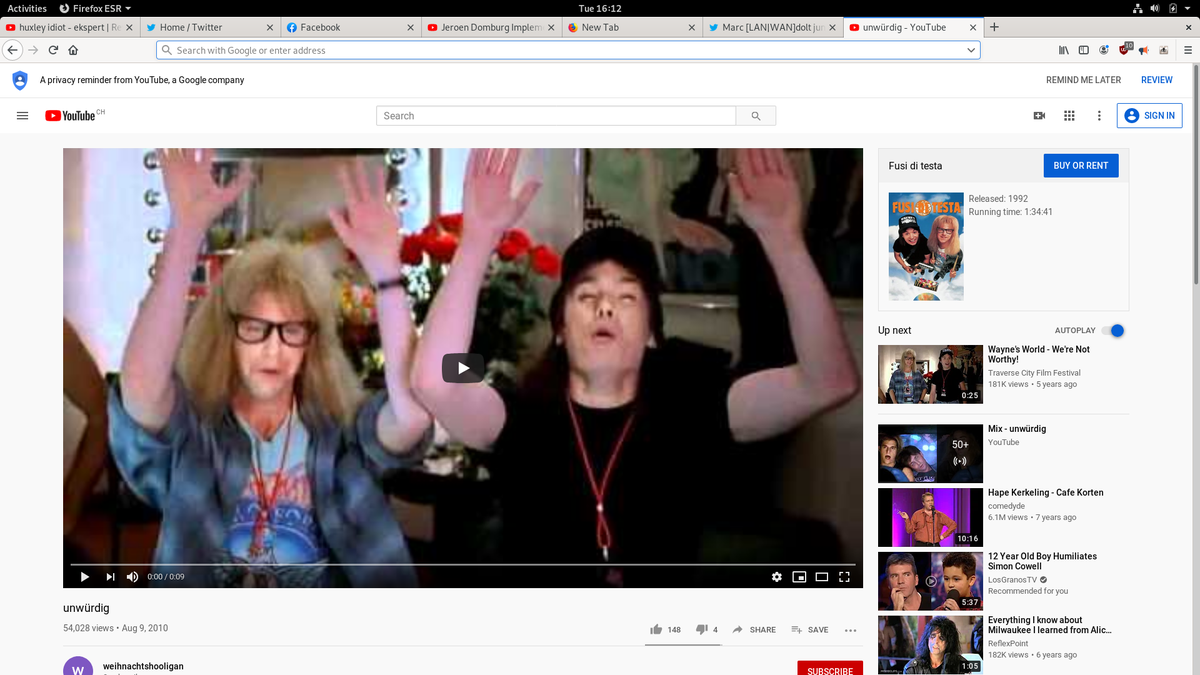 Activities Firefox ESR Tue 16:12
huxley idiot - ekspert | Re
Home / Twitter
Facebook
Jeroen Domburg Implem
New Tab
Marc [LAN|WAN]dolt jun
unwürdig - YouTube
Search with Google or enter address
10
A privacy reminder from YouTube, a Google company
REMIND ME LATER
REVIEW
YouTube CH
Search
SIGN IN
Fusi di testa
BUY OR RENT
FUSI DI TESTA
Released: 1992
Running time: 1:34:41
0:00 / 0:09
unwürdig
54,028 views • Aug 9, 2010
148
4
SHARE
SAVE
W
weihnachtshooligan
SUBSCRIBE
Up next
AUTOPLAY
Wayne's World - We're Not
Worthy!
Traverse City Film Festival
181K views • 5 years ago
0:25
Mix - unwürdig
YouTube
50+
Hape Kerkeling - Cafe Korten
comedyde
6.1M views • 7 years ago
10:16
12 Year Old Boy Humiliates
Simon Cowell
LosGranosTV
Recommended for you
5:37
Everything I know about
Milwaukee I learned from Alic...
ReflexPoint
182K views • 6 years ago
1:05